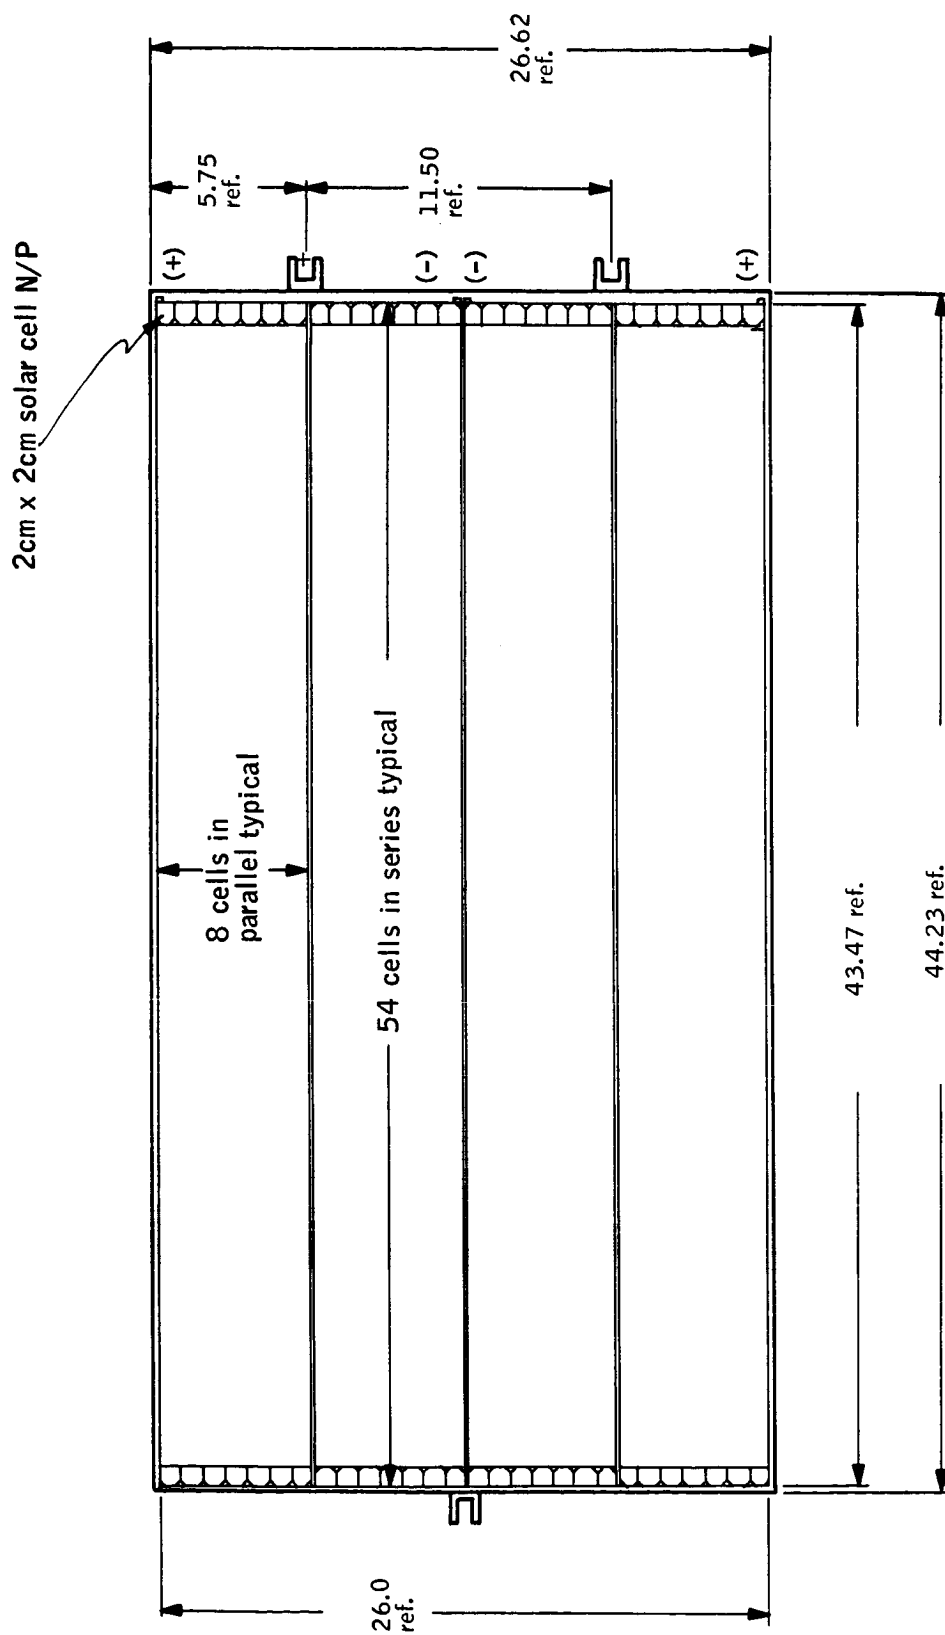 2cm x 2cm solar cell N/P
(+)
5.75
ref.
26.62
ref.
(-)
11.50
ref.
(-)
(+)
8 cells in
parallel typical
54 cells in series typical
26.0
ref.
43.47 ref.
44.23 ref.